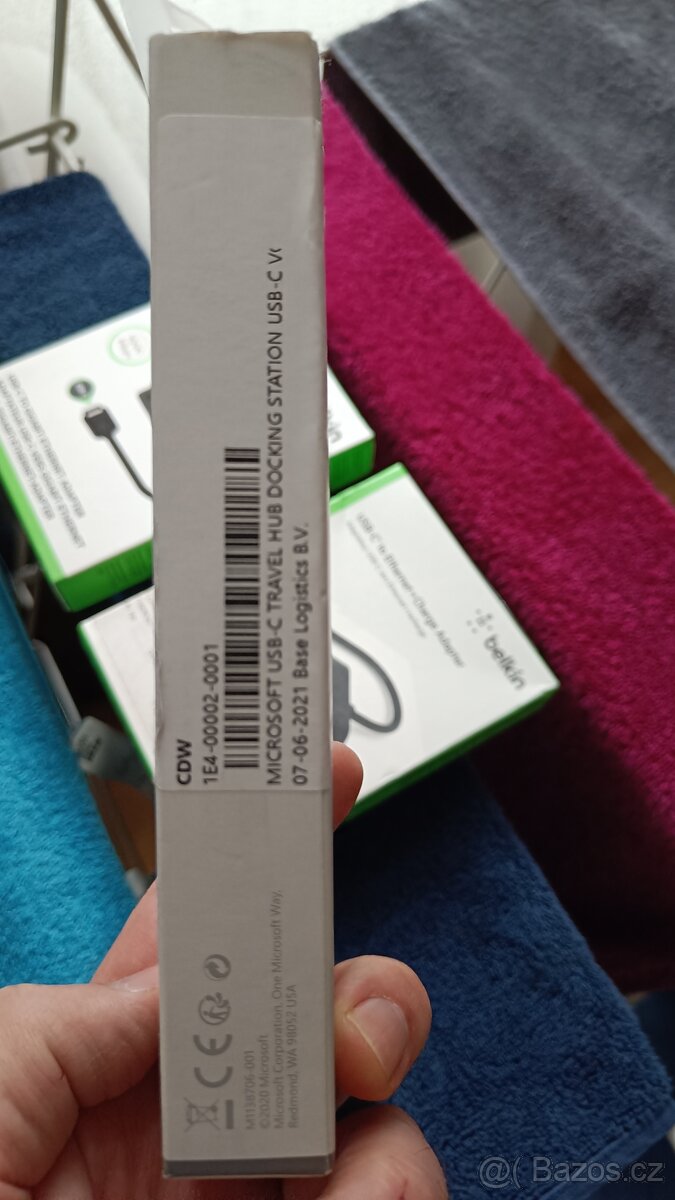 CDW
1E4-00002-0001
MICROSOFT USB-C TRAVEL HUB DOCKING STATION USB-C V
07-06-2021 Base Logistics B.V.
M1138706-001
©2020 Microsoft
Microsoft Corporation, One Microsoft Way,
Redmond, WA 98052 USA
USB-C to Ethernet + Charge Adapter
belkin
@( Bazos.cz